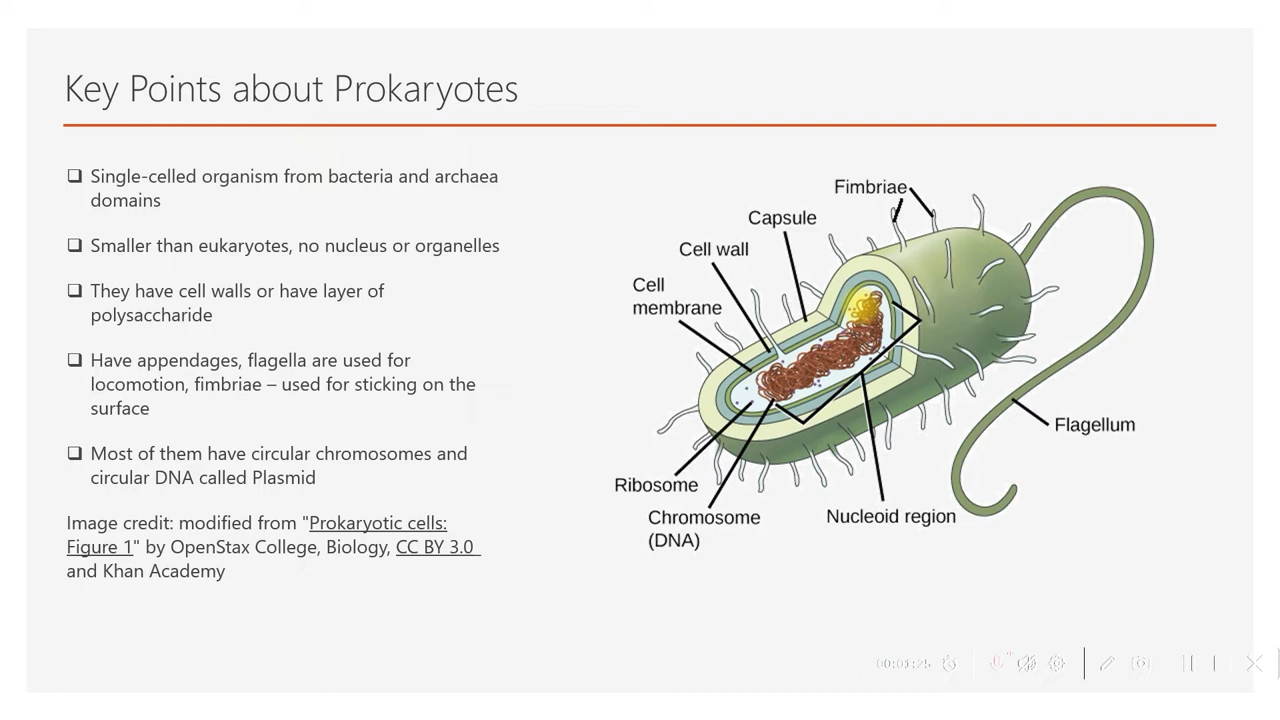 Key Points about Prokaryotes
❑ Single-celled organism from bacteria and archaea
domains
❑ Smaller than eukaryotes, no nucleus or organelles
❑ They have cell walls or have layer of
polysaccharide
❑ Have appendages, flagella are used for
locomotion, fimbriae – used for sticking on the
surface
❑ Most of them have circular chromosomes and
circular DNA called Plasmid
Image credit: modified from "Prokaryotic cells:
Figure 1" by OpenStax College, Biology, CC BY 3.0
and Khan Academy
Fimbriae
Capsule
Cell wall
Cell
membrane
Flagellum
Ribosome
Chromosome
(DNA)
Nucleoid region
00:01:25